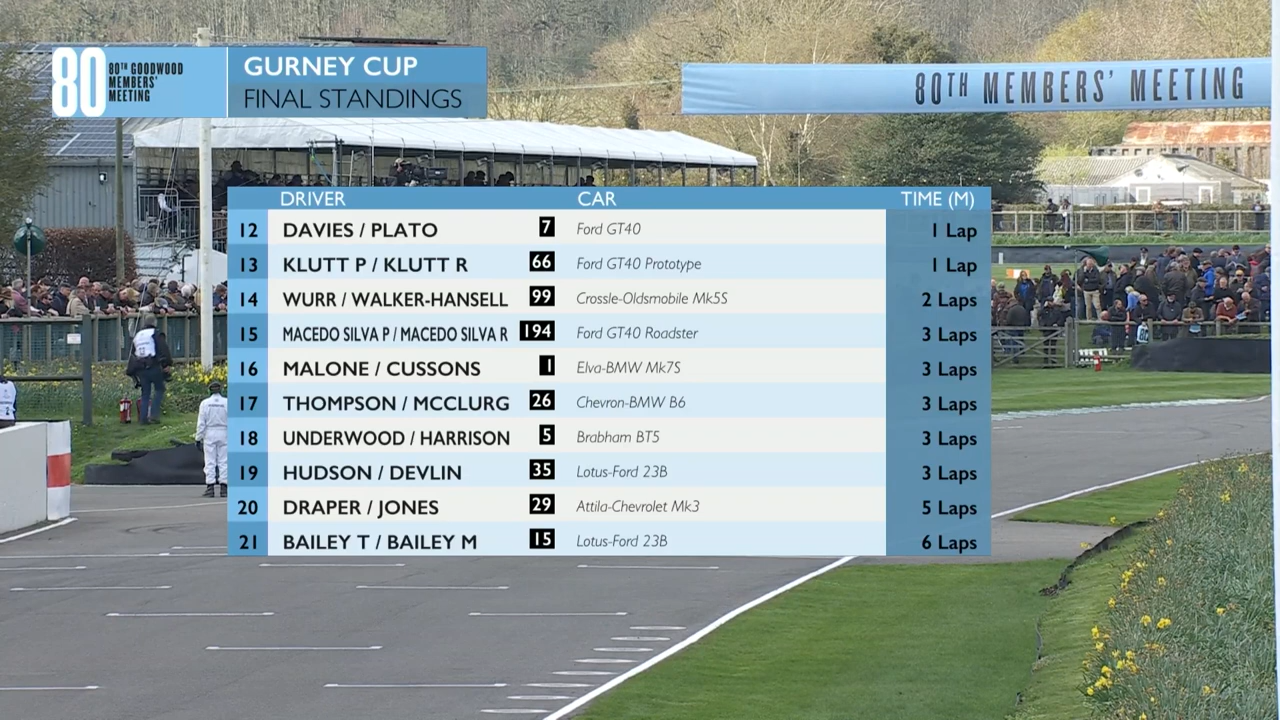 80 80TH GOODWOOD MEMBERS' MEETING
GURNEY CUP
FINAL STANDINGS
80TH MEMBERS' MEETING
DRIVER CAR TIME (M)
12 DAVIES / PLATO 7 Ford GT40 1 Lap
13 KLUTT P / KLUTT R 66 Ford GT40 Prototype 1 Lap
14 WURR / WALKER-HANSELL 99 Crossle-Oldsmobile Mk5S 2 Laps
15 MACEDO SILVA P / MACEDO SILVA R 194 Ford GT40 Roadster 3 Laps
16 MALONE / CUSSONS 1 Elva-BMW Mk7S 3 Laps
17 THOMPSON / MCCLURG 26 Chevron-BMW B6 3 Laps
18 UNDERWOOD / HARRISON 5 Brabham BT5 3 Laps
19 HUDSON / DEVLIN 35 Lotus-Ford 23B 3 Laps
20 DRAPER / JONES 29 Attila-Chevrolet Mk3 5 Laps
21 BAILEY T / BAILEY M 15 Lotus-Ford 23B 6 Laps